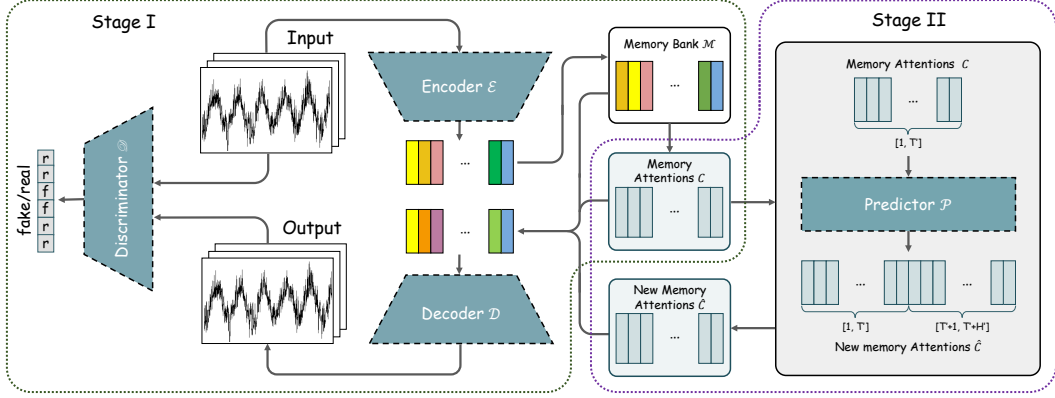 Stage I
Input
Encoder ℰ
...
fake/real
r
r
f
f
r
r
Discriminator 𝒟
...
Output
Decoder 𝒟
Memory Bank ℳ
...
Memory
Attentions C
...
New Memory
Attentions Ĉ
...
Stage II
Memory Attentions C
...
[1, T']
Predictor 𝒫
... ...
[1, T'] [T'+1, T'+H']
New memory Attentions Ĉ